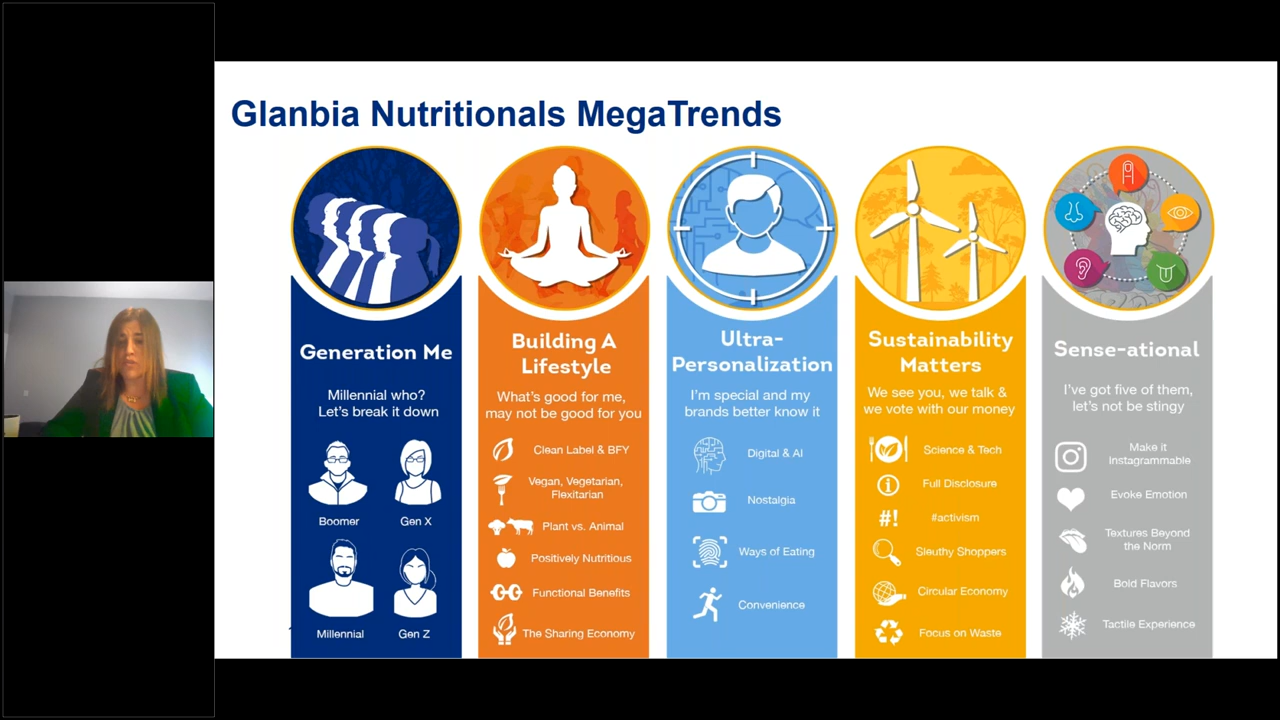 Glanbia Nutritionals MegaTrends
Generation Me
Millennial who?
Let's break it down
Boomer
Gen X
Millennial
Gen Z
Building A
Lifestyle
What's good for me,
may not be good for you
Clean Label & BFY
Vegan, Vegetarian,
Flexitarian
Plant vs. Animal
Positively Nutritious
Functional Benefits
The Sharing Economy
Ultra-
Personalization
I'm special and my
brands better know it
Digital & AI
Nostalgia
Ways of Eating
Convenience
Sustainability
Matters
We see you, we talk &
we vote with our money
Science & Tech
Full Disclosure
#!
#activism
Sleuthy Shoppers
Circular Economy
Focus on Waste
Sense-ational
I've got five of them,
let's not be stingy
Make it
Instagrammable
Evoke Emotion
Textures Beyond
the Norm
Bold Flavors
Tactile Experience